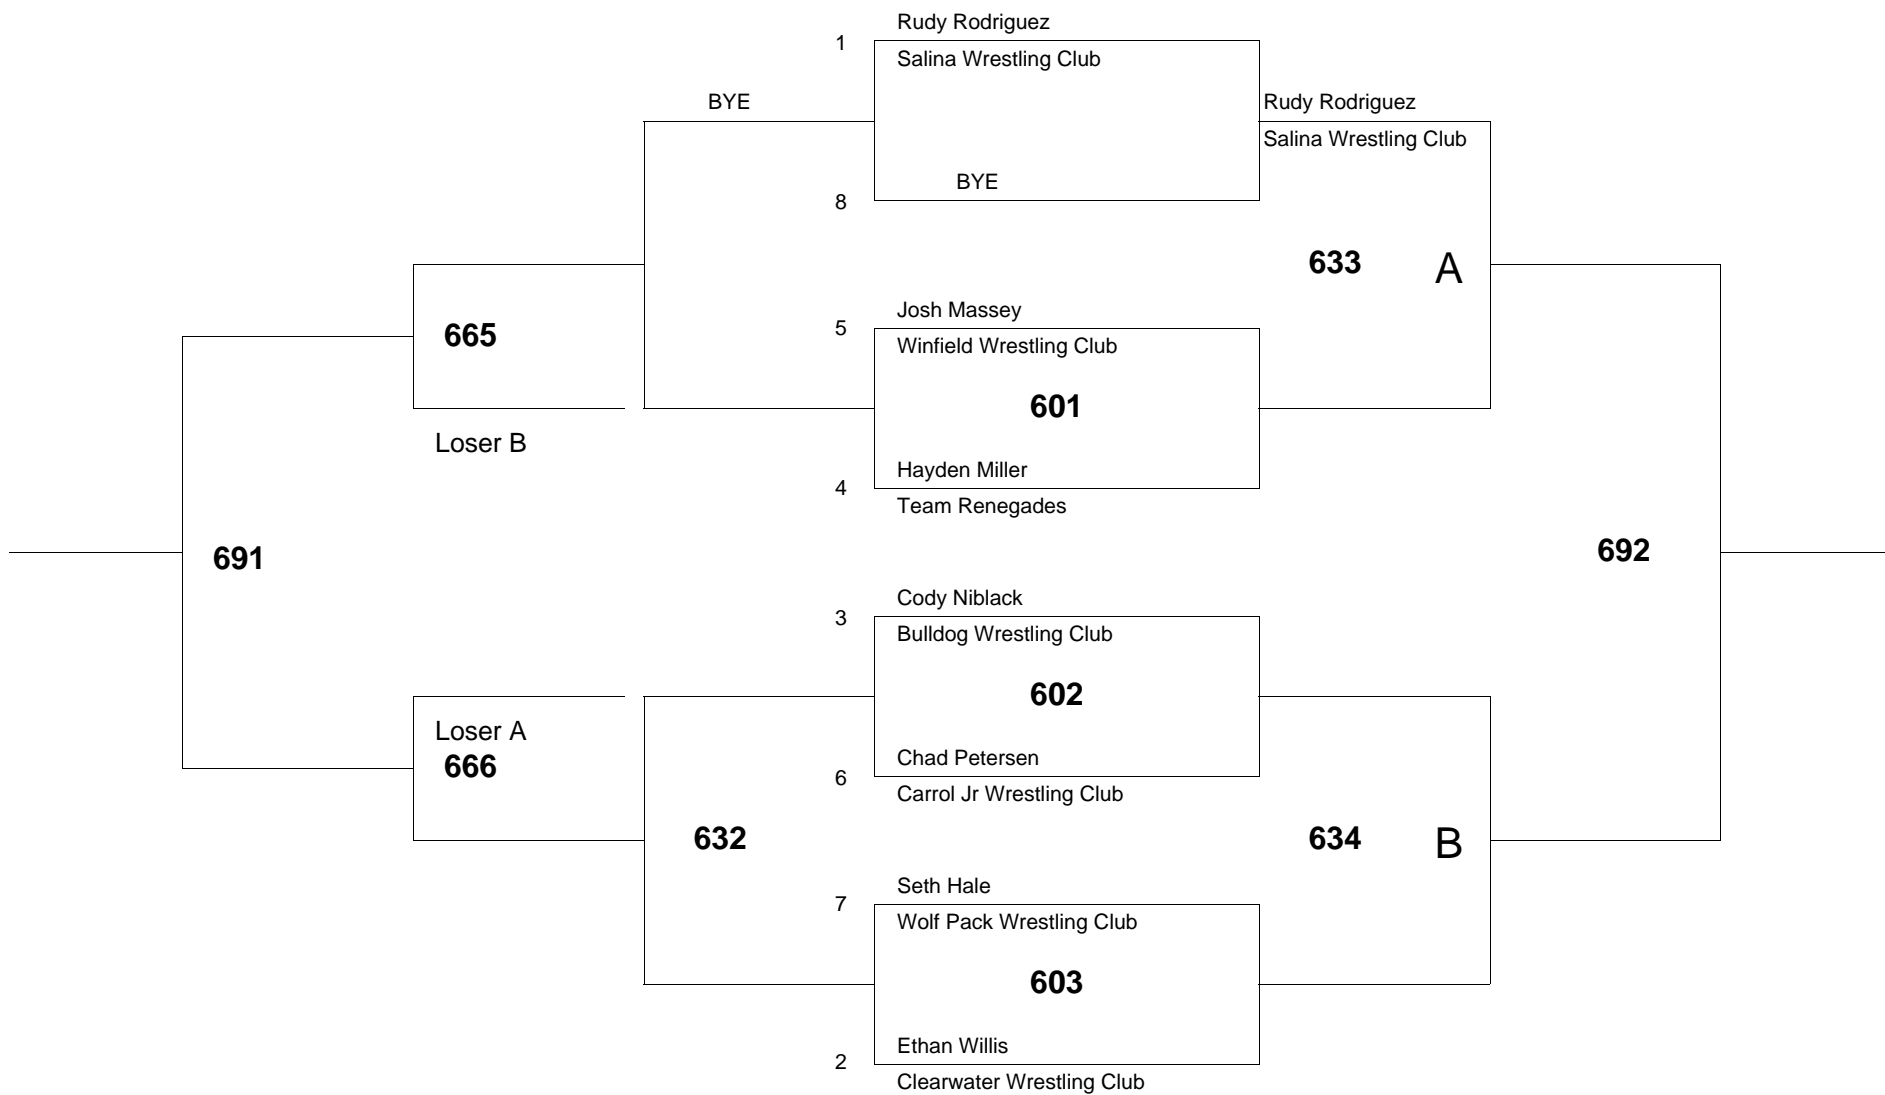 Rudy Rodriguez
1
Salina Wrestling Club
BYE
Rudy Rodriguez
Salina Wrestling Club
BYE
8
633
A
Josh Massey
5
665
Winfield Wrestling Club
601
Loser B
Hayden Miller
4
Team Renegades
691
692
Cody Niblack
3
Bulldog Wrestling Club
602
Loser A
666
Chad Petersen
6
Carrol Jr Wrestling Club
632
634
B
Seth Hale
7
Wolf Pack Wrestling Club
603
Ethan Willis
2
Clearwater Wrestling Club